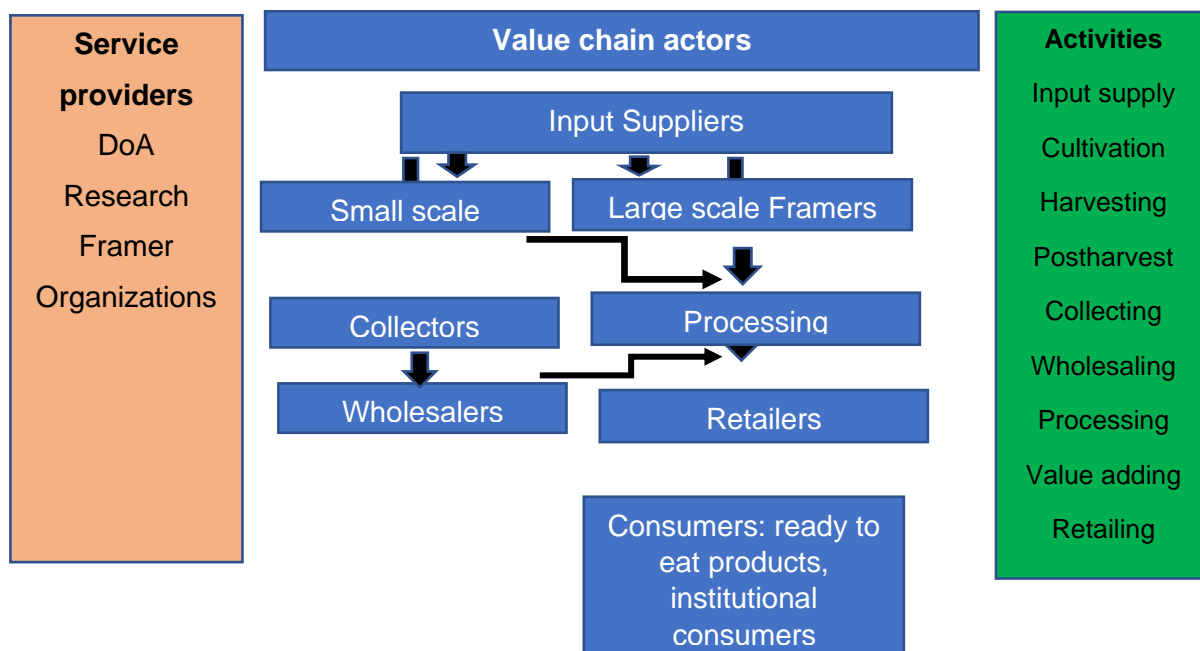 Service
providers
DoA
Research
Framer
Organizations
Value chain actors
Input Suppliers
Small scale
Large scale Framers
Collectors
Processing
Wholesalers
Retailers
Consumers: ready to
eat products,
institutional
consumers
Activities
Input supply
Cultivation
Harvesting
Postharvest
Collecting
Wholesaling
Processing
Value adding
Retailing